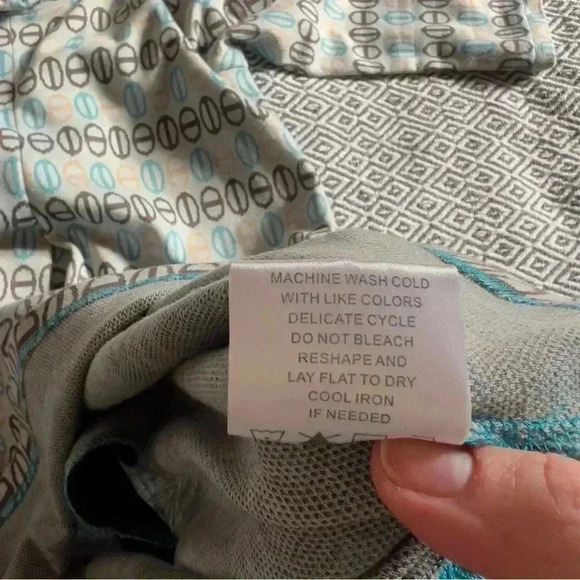 MACHINE WASH COLD
WITH LIKE COLORS
DELICATE CYCLE
DO NOT BLEACH
RESHAPE AND
LAY FLAT TO DRY
COOL IRON
IF NEEDED